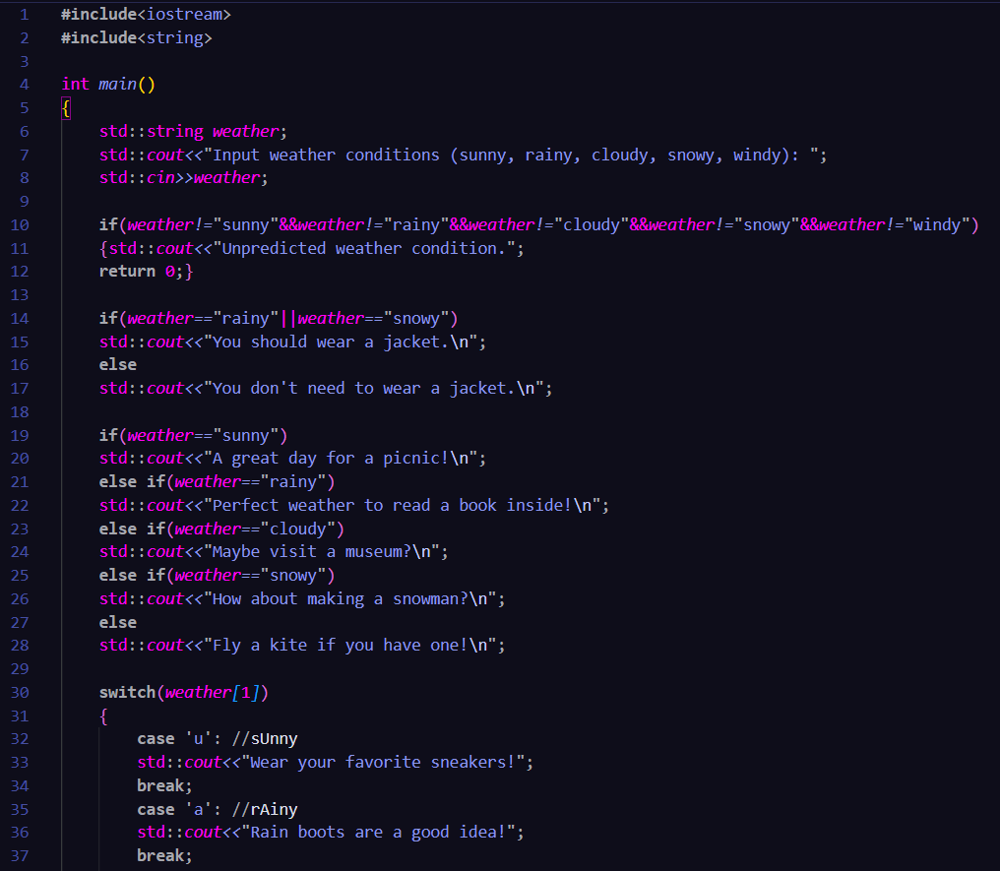 1 #include<iostream>
2 #include<string>
3
4 int main()
5 {
6 std::string weather;
7 std::cout<<"Input weather conditions (sunny, rainy, cloudy, snowy, windy): ";
8 std::cin>>weather;
9
10 if(weather!="sunny"&&weather!="rainy"&&weather!="cloudy"&&weather!="snowy"&&weather!="windy")
11 {std::cout<<"Unpredicted weather condition.";
12 return 0;}
13
14 if(weather=="rainy"||weather=="snowy")
15 std::cout<<"You should wear a jacket.\n";
16 else
17 std::cout<<"You don't need to wear a jacket.\n";
18
19 if(weather=="sunny")
20 std::cout<<"A great day for a picnic!\n";
21 else if(weather=="rainy")
22 std::cout<<"Perfect weather to read a book inside!\n";
23 else if(weather=="cloudy")
24 std::cout<<"Maybe visit a museum?\n";
25 else if(weather=="snowy")
26 std::cout<<"How about making a snowman?\n";
27 else
28 std::cout<<"Fly a kite if you have one!\n";
29
30 switch(weather[1])
31 {
32 case 'u': //sUnny
33 std::cout<<"Wear your favorite sneakers!";
34 break;
35 case 'a': //rAiny
36 std::cout<<"Rain boots are a good idea!";
37 break;